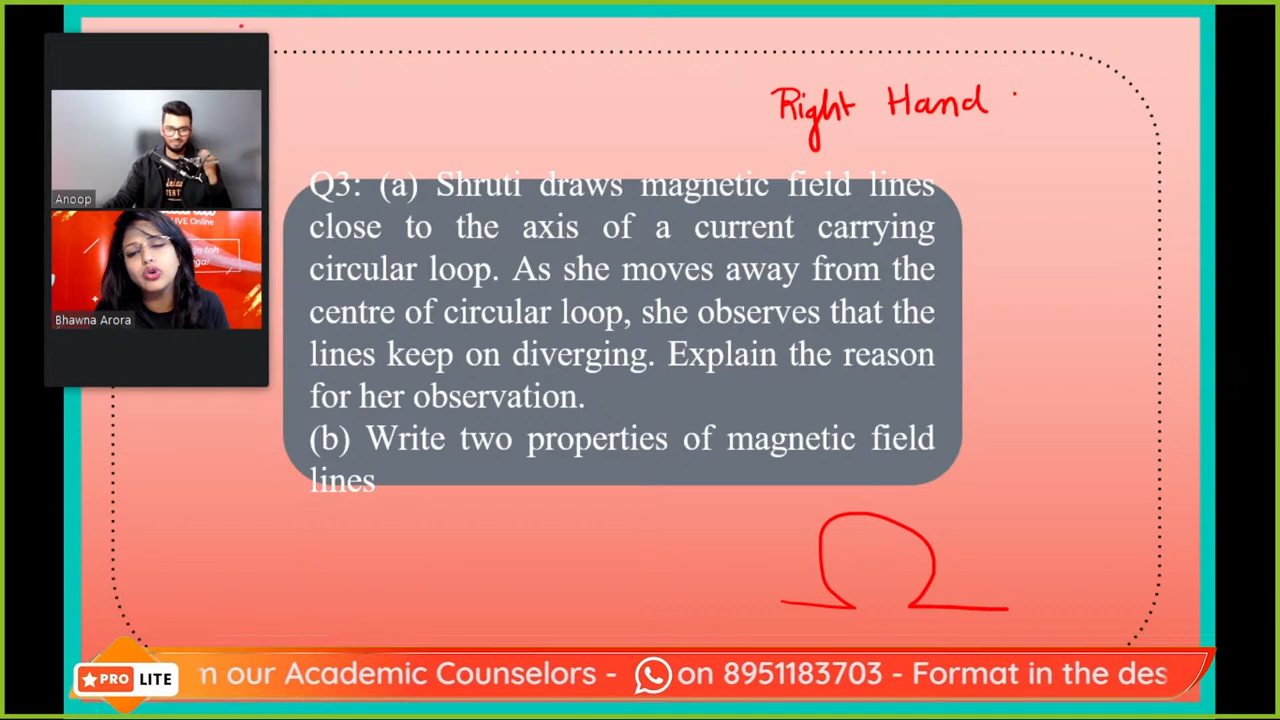 Right Hand
Anoop
LIVE Online
Bhawna Arora
Q3: (a) Shruti draws magnetic field lines
close to the axis of a current carrying
circular loop. As she moves away from the
centre of circular loop, she observes that the
lines keep on diverging. Explain the reason
for her observation.
(b) Write two properties of magnetic field
lines
PRO LITE
m our Academic Counselors - on 8951183703 - Format in the des